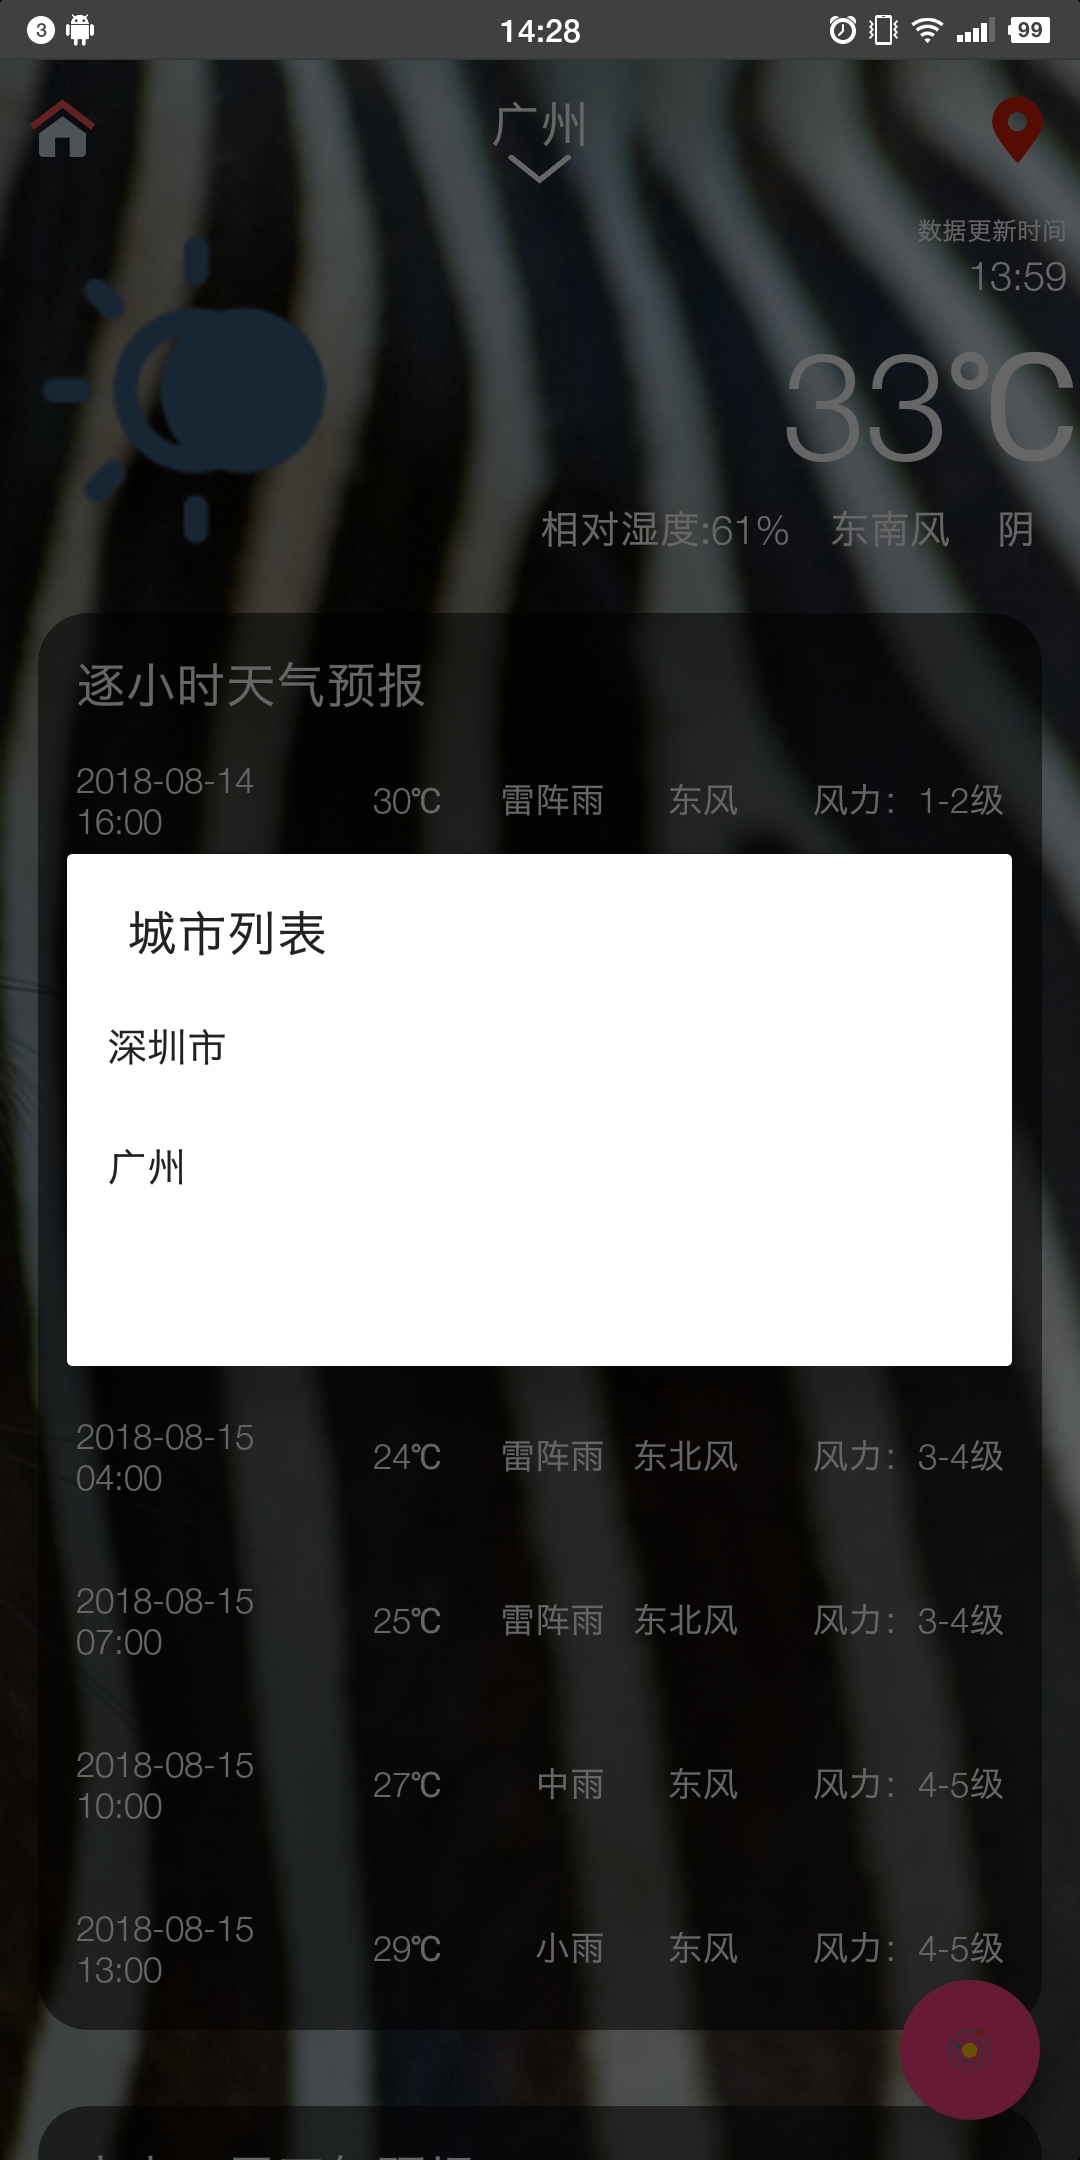 3
14:28
99
广州
数据更新时间
13:59
33℃
相对湿度:61% 东南风 阴
逐小时天气预报
2018-08-14
16:00
30℃ 雷阵雨 东风 风力：1-2级
城市列表
深圳市
广州
2018-08-15
04:00
24℃ 雷阵雨 东北风 风力：3-4级
2018-08-15
07:00
25℃ 雷阵雨 东北风 风力：3-4级
2018-08-15
10:00
27℃ 中雨 东风 风力：4-5级
2018-08-15
13:00
29℃ 小雨 东风 风力：4-5级